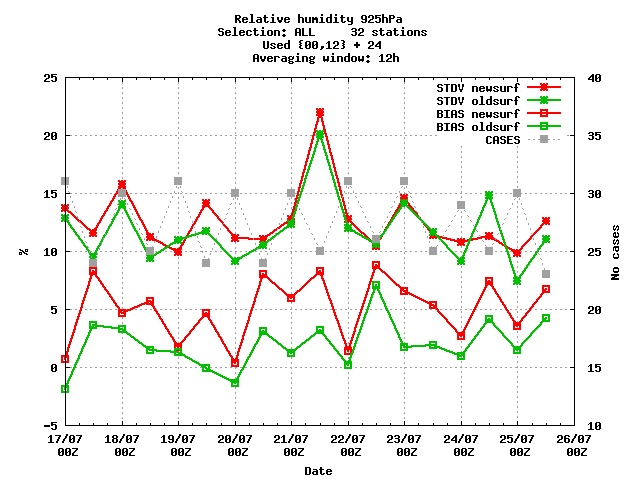 Relative humidity 925hPa
Selection: ALL 32 stations
Used {00,12} + 24
Averaging window: 12h
25 40
STDV newsurf
STDV oldsurf
BIAS newsurf
BIAS oldsurf
CASES
20 35
15 30
% No cases
10 25
5 20
0 15
-5 10
17/07 18/07 19/07 20/07 21/07 22/07 23/07 24/07 25/07 26/07
00Z 00Z 00Z 00Z 00Z 00Z 00Z 00Z 00Z 00Z
Date